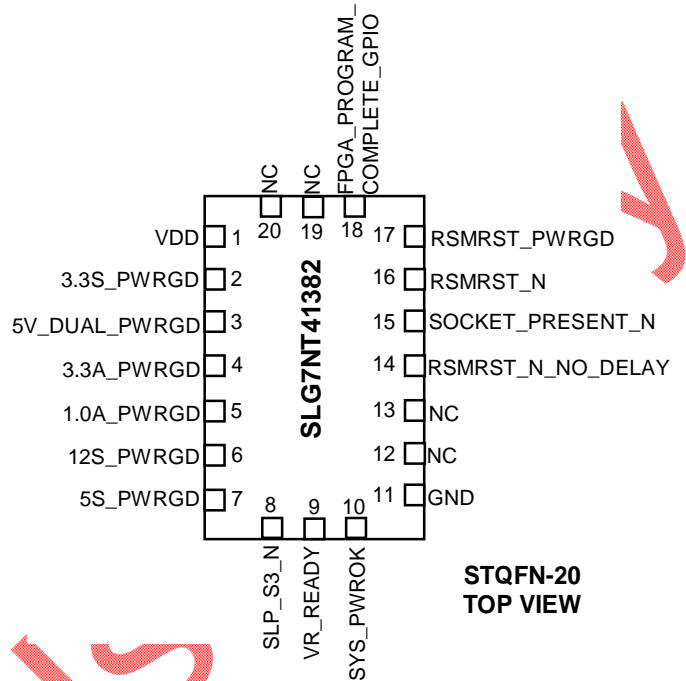 FPGA_PROGRAM_
COMPLETE_GPIO
NC
NC
20
19
18
VDD
1
3.3S_PWRGD
2
5V_DUAL_PWRGD
3
3.3A_PWRGD
4
1.0A_PWRGD
5
12S_PWRGD
6
5S_PWRGD
7
SLG7NT41382
17
RSMRST_PWRGD
16
RSMRST_N
15
SOCKET_PRESENT_N
14
RSMRST_N_NO_DELAY
13
NC
12
NC
11
GND
8
9
10
SLP_S3_N
VR_READY
SYS_PWROK
STQFN-20
TOP VIEW